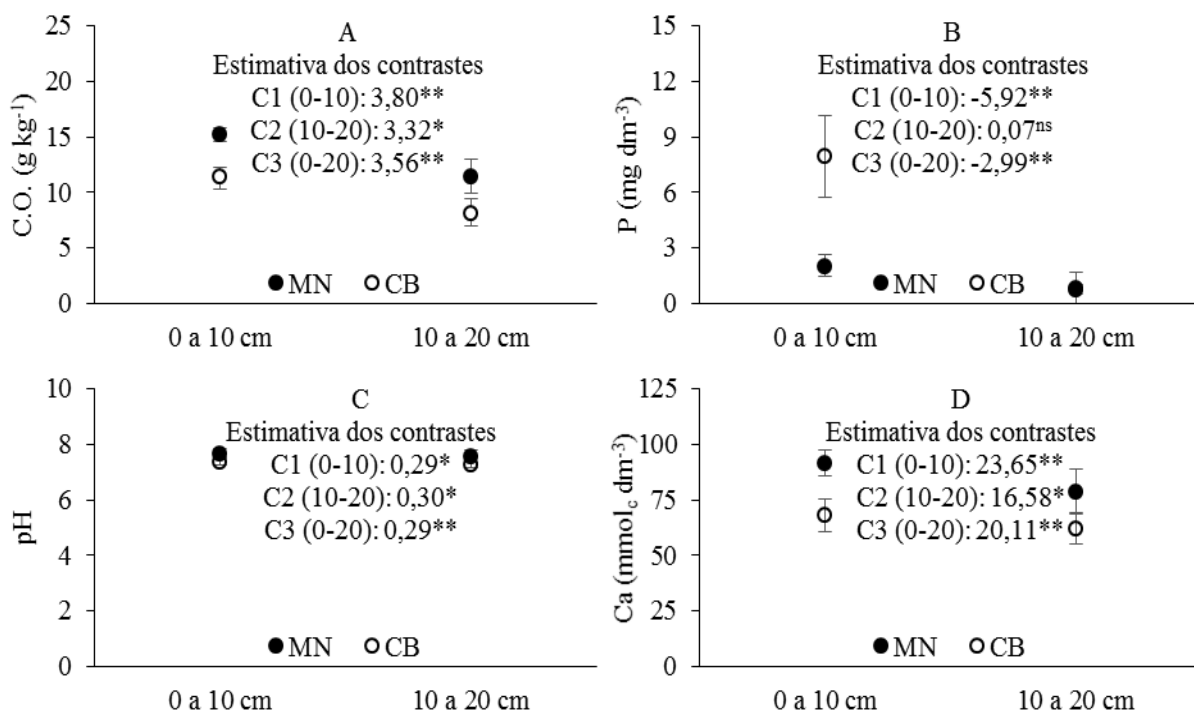 A
Estimativa dos contrastes
C1 (0-10): 3,80**
C2 (10-20): 3,32*
C3 (0-20): 3,56**
C.O. (g kg⁻¹)
25
20
15
10
5
0
MN CB
0 a 10 cm 10 a 20 cm
B
Estimativa dos contrastes
C1 (0-10): -5,92**
C2 (10-20): 0,07ⁿˢ
C3 (0-20): -2,99**
P (mg dm⁻³)
15
12
9
6
3
0
MN CB
0 a 10 cm 10 a 20 cm
C
Estimativa dos contrastes
C1 (0-10): 0,29*
C2 (10-20): 0,30*
C3 (0-20): 0,29**
pH
10
8
6
4
2
0
MN CB
0 a 10 cm 10 a 20 cm
D
Estimativa dos contrastes
C1 (0-10): 23,65**
C2 (10-20): 16,58*
C3 (0-20): 20,11**
Ca (mmol꜀ dm⁻³)
125
100
75
50
25
0
MN CB
0 a 10 cm 10 a 20 cm